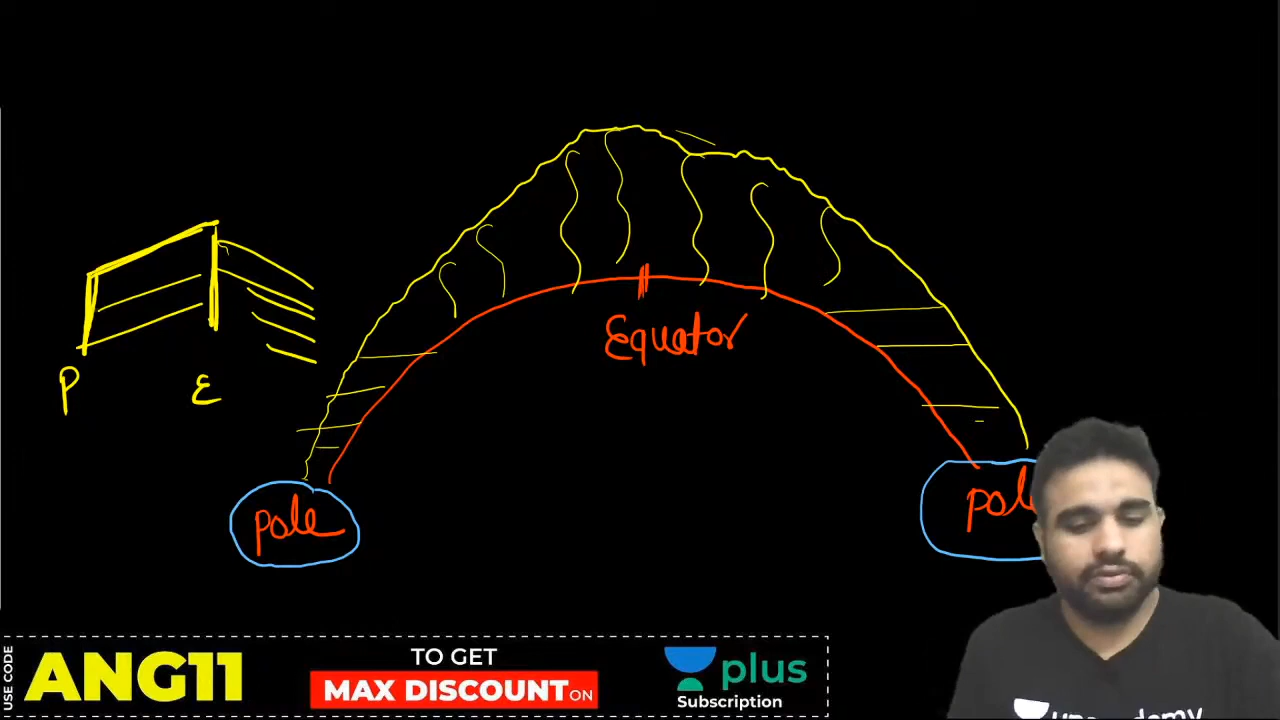 Equator
P
E
pole
pole
USE CODE
ANG11
TO GET
MAX DISCOUNT ON
plus
Subscription